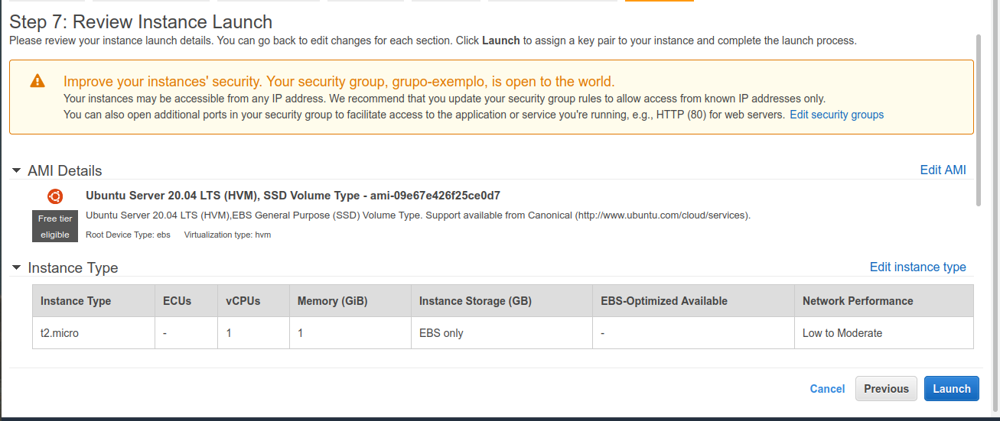 Step 7: Review Instance Launch
Please review your instance launch details. You can go back to edit changes for each section. Click Launch to assign a key pair to your instance and complete the launch process.
Improve your instances' security. Your security group, grupo-exemplo, is open to the world.
Your instances may be accessible from any IP address. We recommend that you update your security group rules to allow access from known IP addresses only.
You can also open additional ports in your security group to facilitate access to the application or service you're running, e.g., HTTP (80) for web servers. Edit security groups
AMI Details Edit AMI
Ubuntu Server 20.04 LTS (HVM), SSD Volume Type - ami-09e67e426f25ce0d7
Free tier eligible
Ubuntu Server 20.04 LTS (HVM),EBS General Purpose (SSD) Volume Type. Support available from Canonical (http://www.ubuntu.com/cloud/services).
Root Device Type: ebs Virtualization type: hvm
Instance Type Edit instance type
Instance Type ECUs vCPUs Memory (GiB) Instance Storage (GB) EBS-Optimized Available Network Performance
t2.micro - 1 1 EBS only - Low to Moderate
Cancel Previous Launch